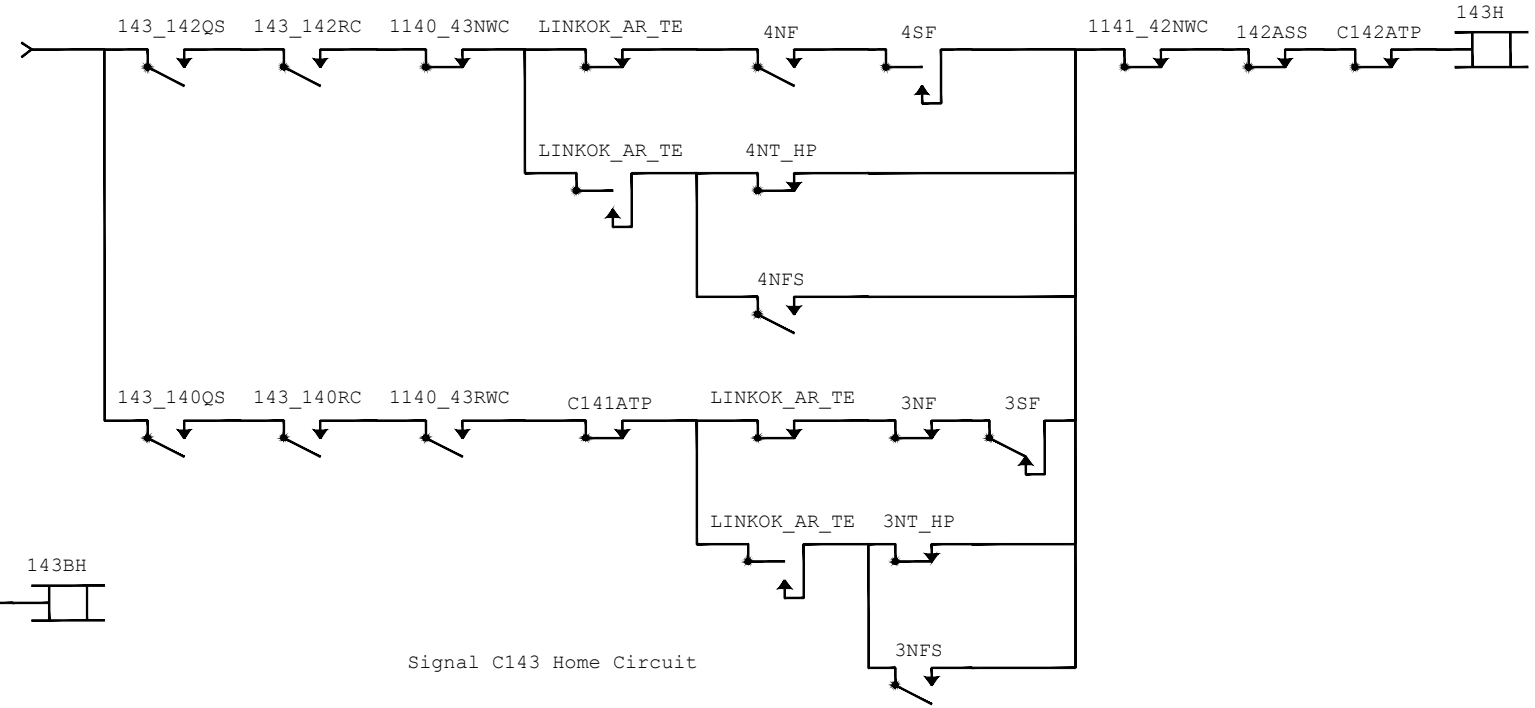 143_142QS 143_142RC 1140_43NWC LINKOK_AR_TE 4NF 4SF 1141_42NWC 142ASS C142ATP 143H
LINKOK_AR_TE 4NT_HP
4NFS
143_140QS 143_140RC 1140_43RWC C141ATP LINKOK_AR_TE 3NF 3SF
LINKOK_AR_TE 3NT_HP
143BH
3NFS
Signal C143 Home Circuit